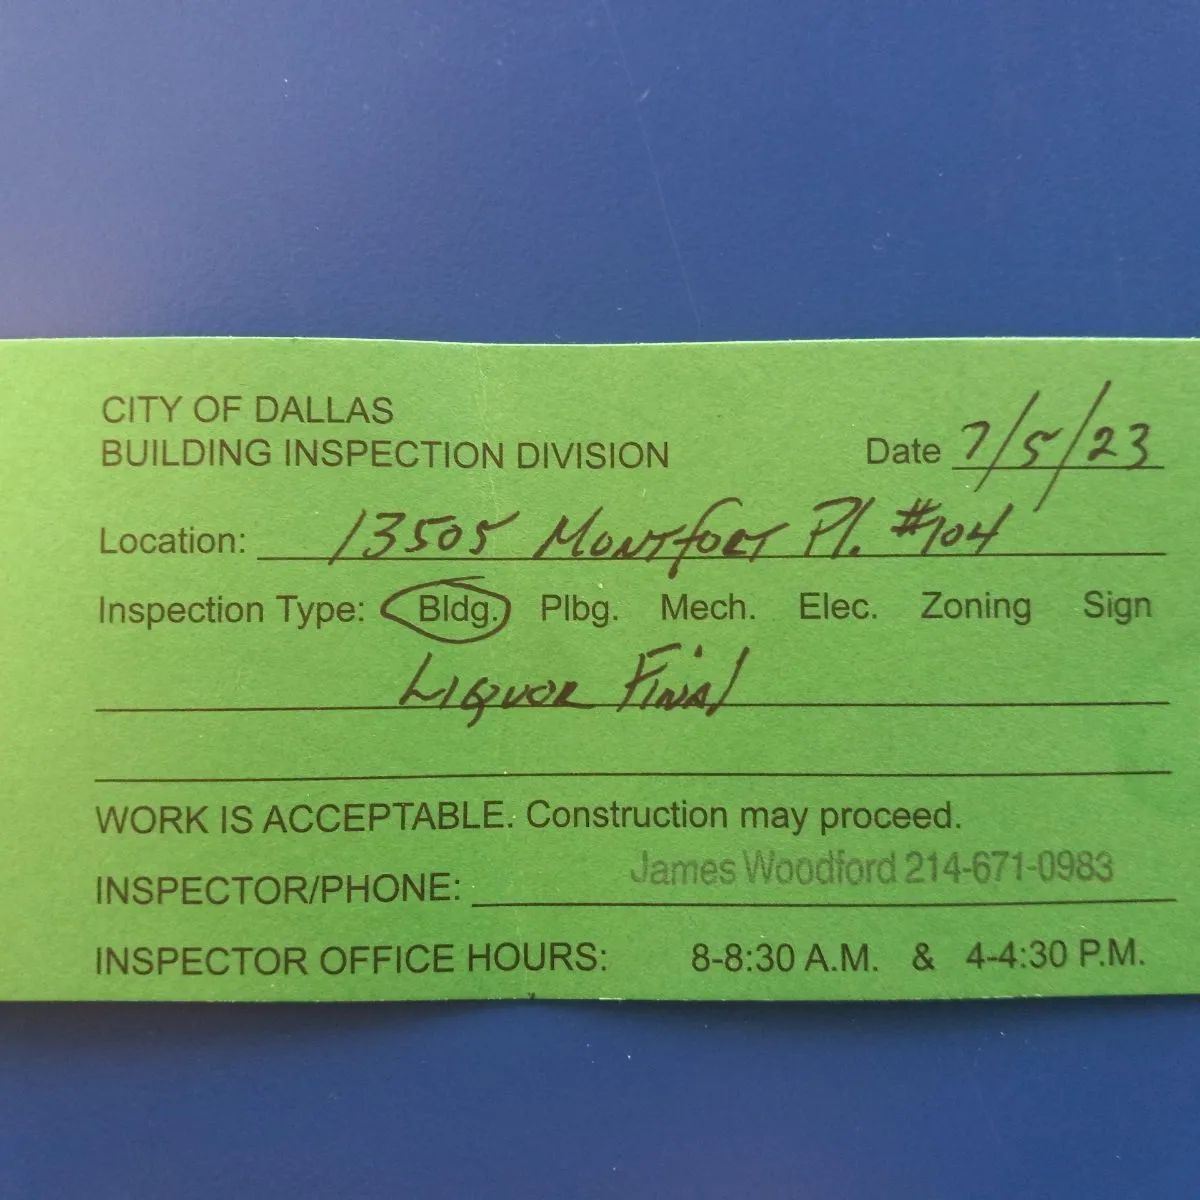 CITY OF DALLAS
BUILDING INSPECTION DIVISION Date 7/5/23
Location: 13505 Montfort Pl. #104
Inspection Type: Bldg. Plbg. Mech. Elec. Zoning Sign
Liquor Final
WORK IS ACCEPTABLE. Construction may proceed.
INSPECTOR/PHONE: James Woodford 214-671-0983
INSPECTOR OFFICE HOURS: 8-8:30 A.M. & 4-4:30 P.M.